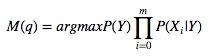 M(q) = argmaxP(Y)∏_{i=0}^{m} P(X_i|Y)